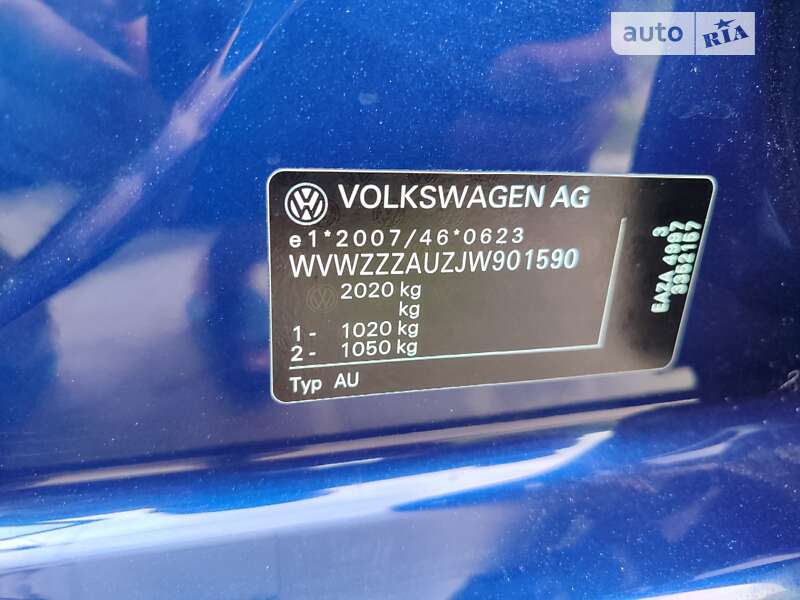 auto RIA
VOLKSWAGEN AG
e1*2007/46*0623
WVWZZZAUZJW901590
2020 kg
kg
1- 1020 kg
2- 1050 kg
Typ AU
3